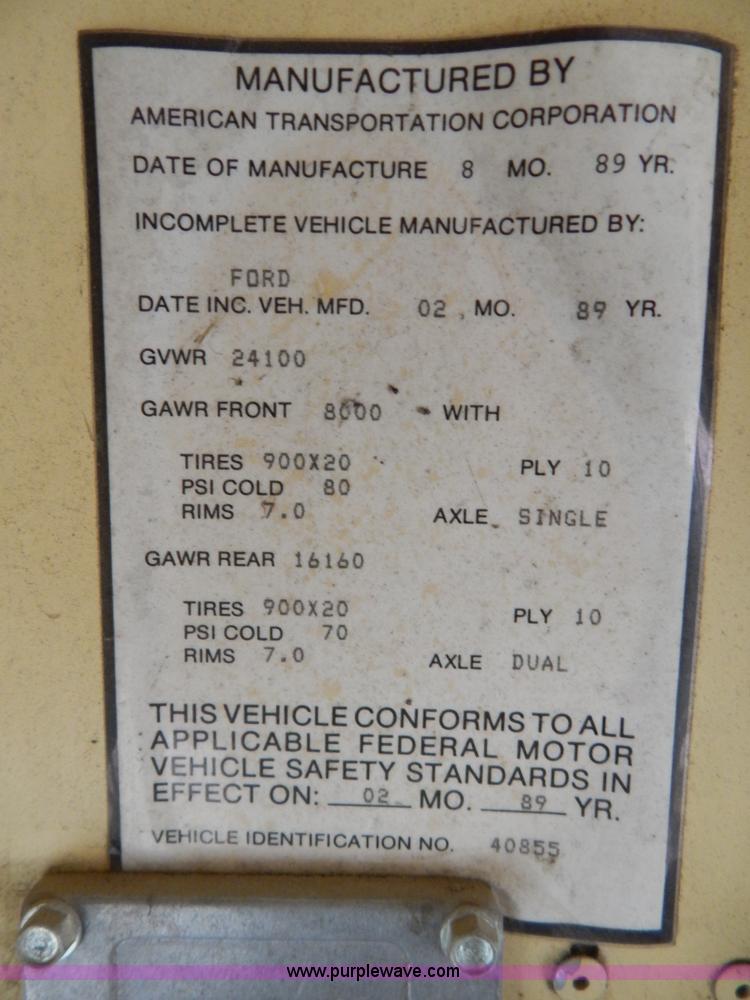 MANUFACTURED BY
AMERICAN TRANSPORTATION CORPORATION
DATE OF MANUFACTURE 8 MO. 89 YR.
INCOMPLETE VEHICLE MANUFACTURED BY:
FORD
DATE INC. VEH. MFD. 02 MO. 89 YR.
GVWR 24100
GAWR FRONT 8000 WITH
TIRES 900X20 PLY 10
PSI COLD 80
RIMS 7.0 AXLE SINGLE
GAWR REAR 16160
TIRES 900X20 PLY 10
PSI COLD 70
RIMS 7.0 AXLE DUAL
THIS VEHICLE CONFORMS TO ALL
APPLICABLE FEDERAL MOTOR
VEHICLE SAFETY STANDARDS IN
EFFECT ON: 02 MO. 89 YR.
VEHICLE IDENTIFICATION NO. 40855
www.purplewave.com